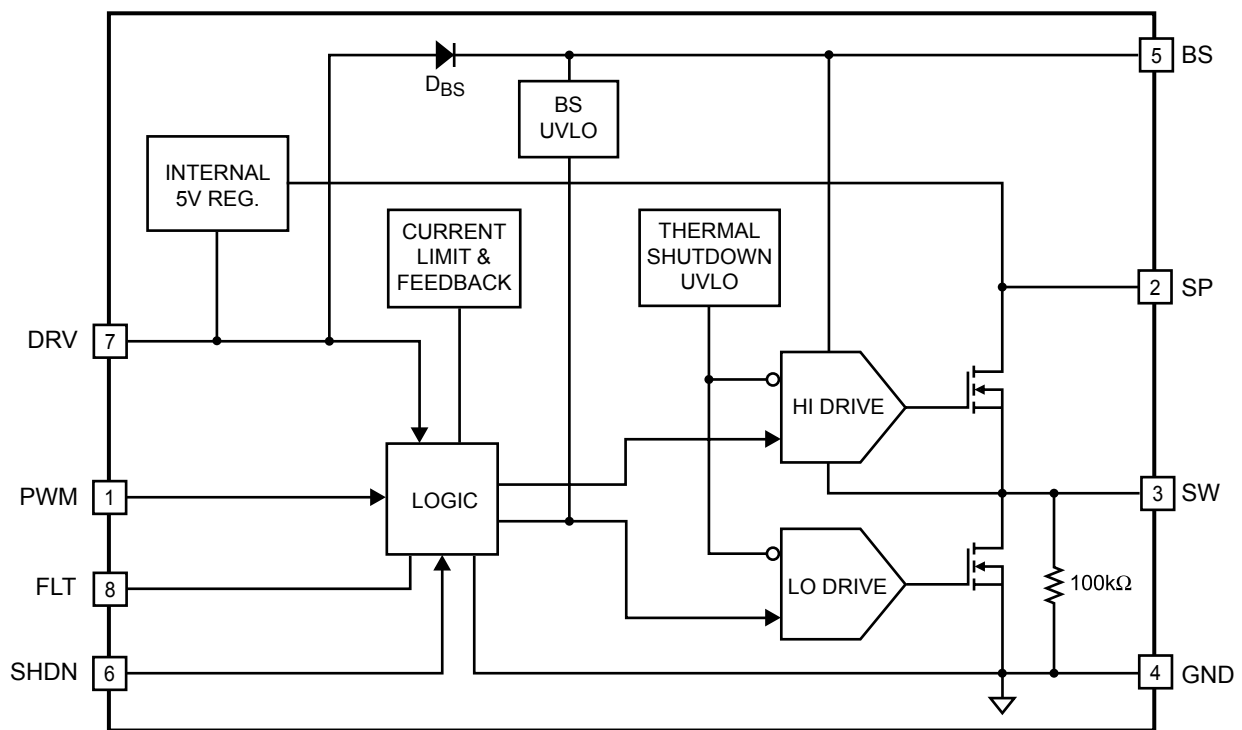 5 BS
D_BS
BS
UVLO
INTERNAL
5V REG.
CURRENT
LIMIT &
FEEDBACK
THERMAL
SHUTDOWN
UVLO
2 SP
DRV 7
HI DRIVE
LOGIC
PWM 1
3 SW
LO DRIVE
100kΩ
FLT 8
SHDN 6
4 GND